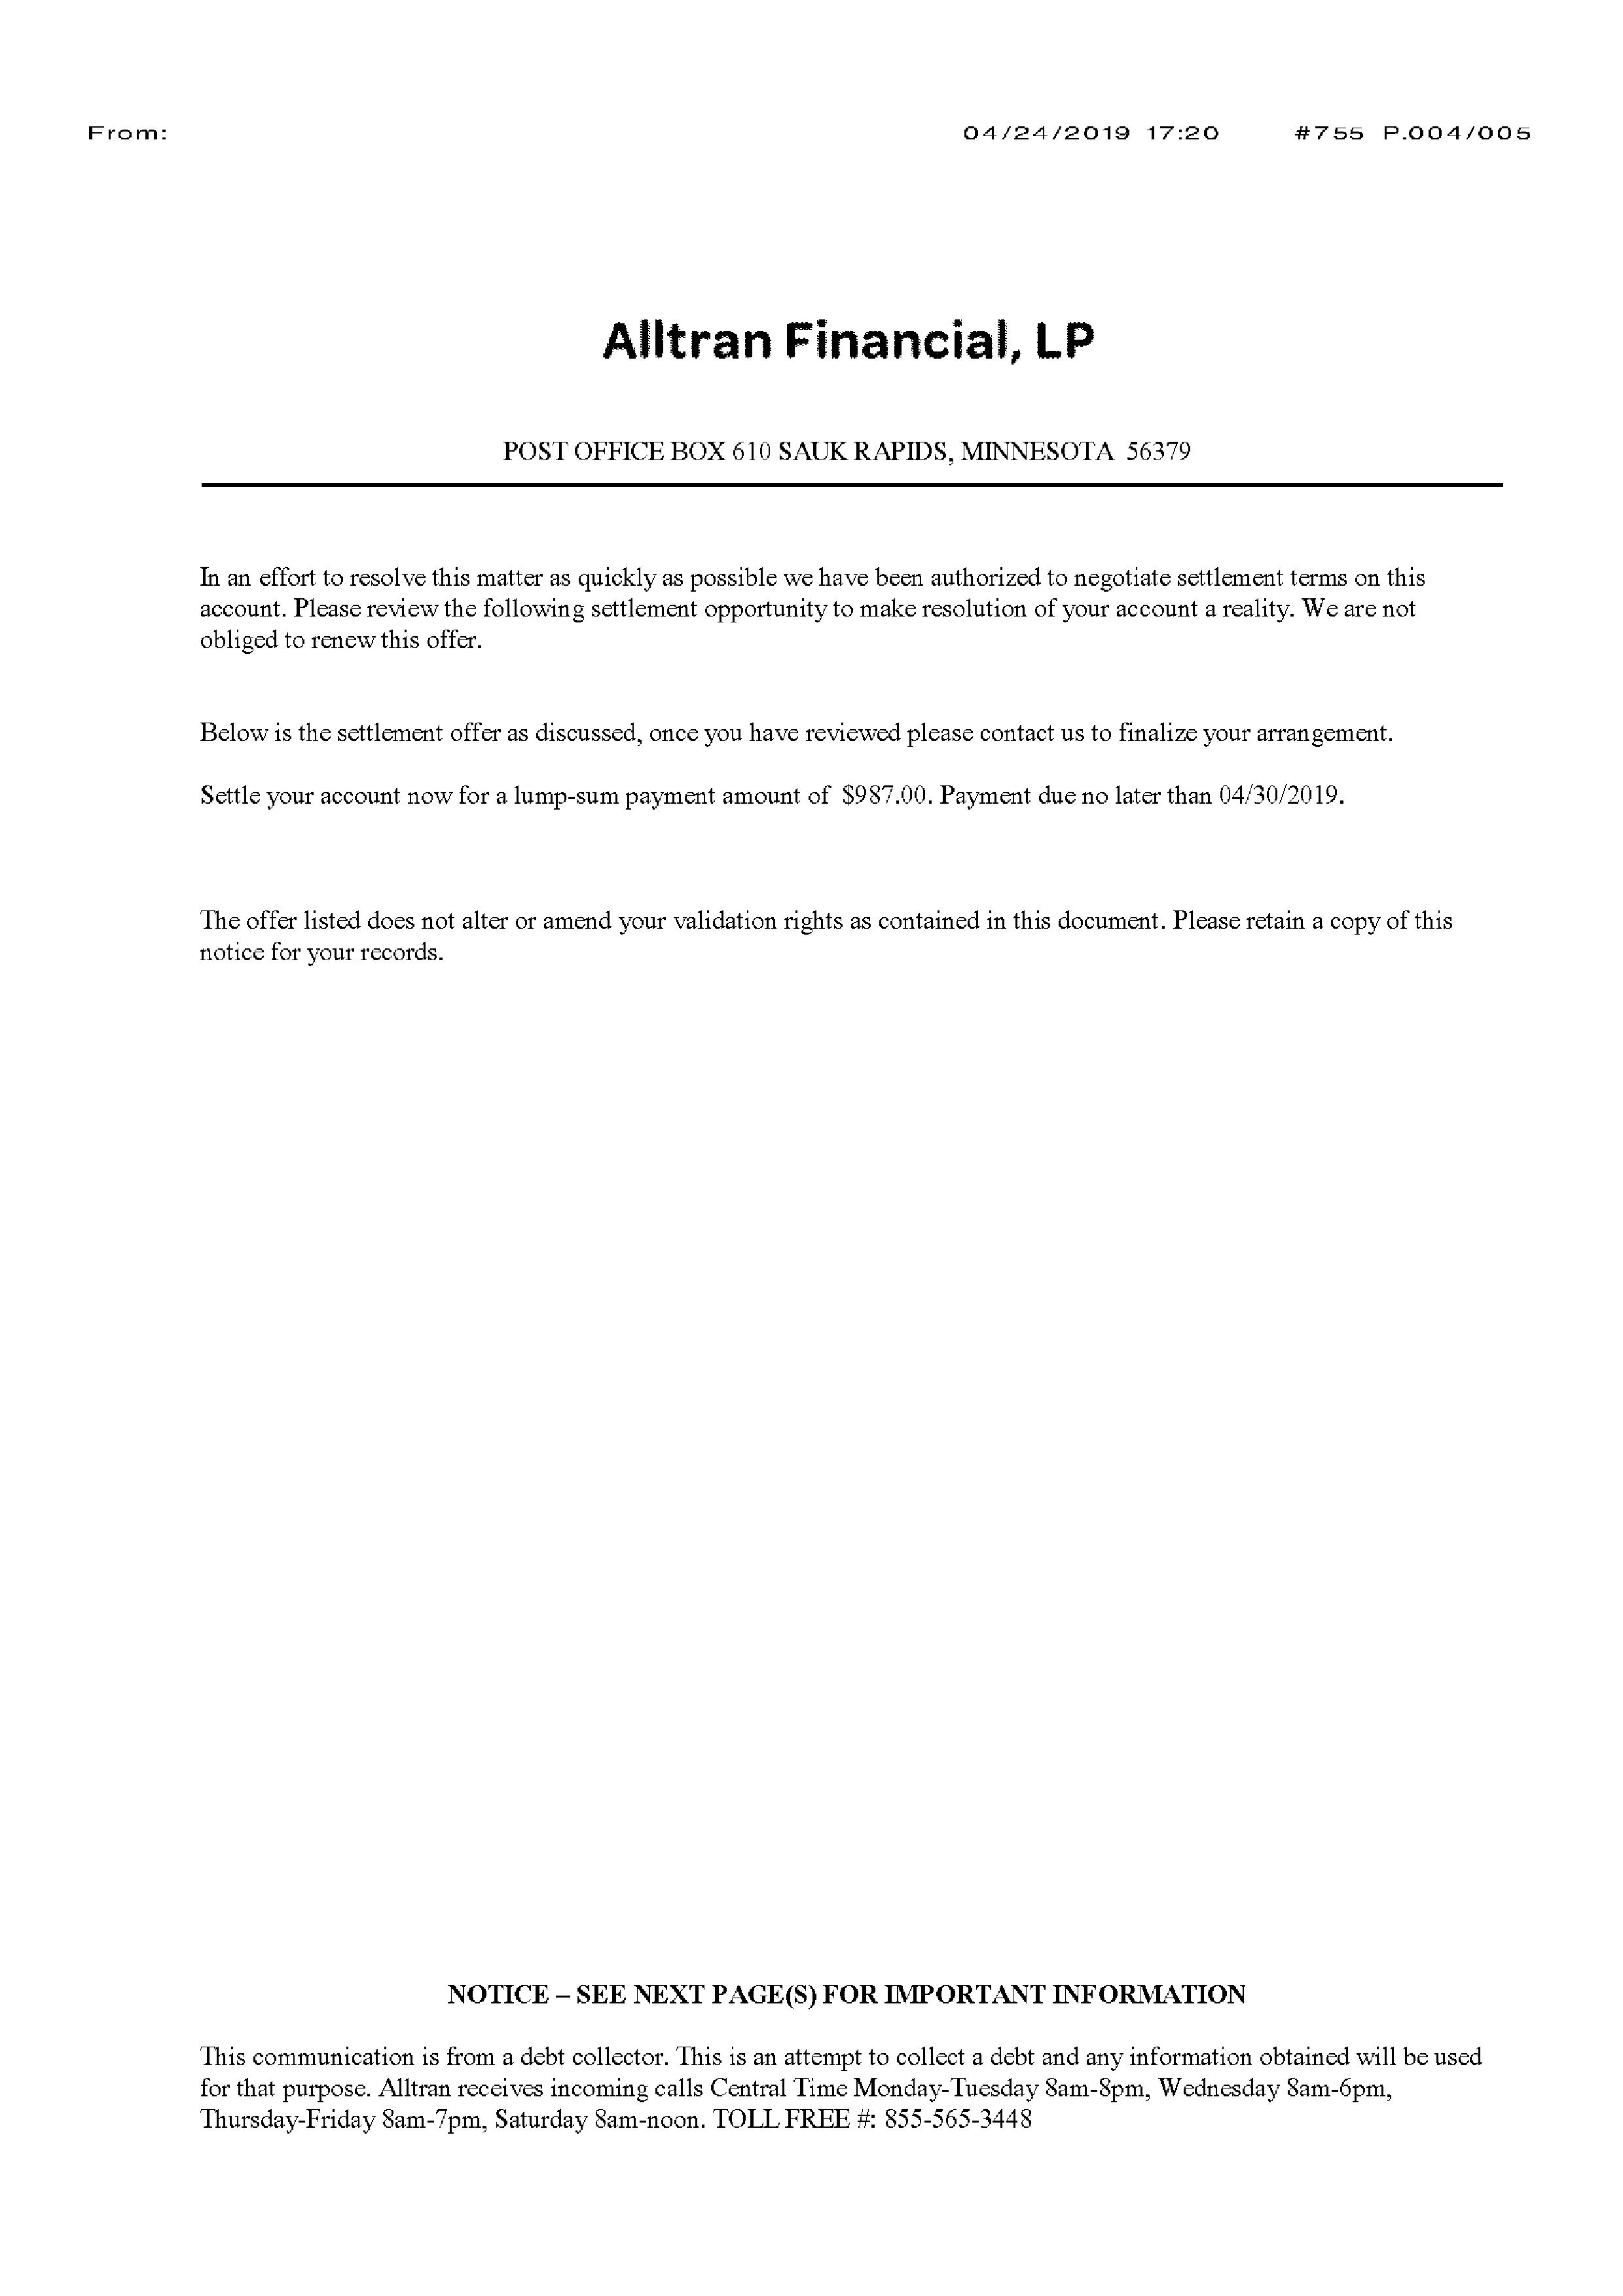 From: 04/24/2019 17:20 #755 P.004/005
Alltran Financial, LP
POST OFFICE BOX 610 SAUK RAPIDS, MINNESOTA 56379
In an effort to resolve this matter as quickly as possible we have been authorized to negotiate settlement terms on this
account. Please review the following settlement opportunity to make resolution of your account a reality. We are not
obliged to renew this offer.
Below is the settlement offer as discussed, once you have reviewed please contact us to finalize your arrangement.
Settle your account now for a lump-sum payment amount of $987.00. Payment due no later than 04/30/2019.
The offer listed does not alter or amend your validation rights as contained in this document. Please retain a copy of this
notice for your records.
NOTICE – SEE NEXT PAGE(S) FOR IMPORTANT INFORMATION
This communication is from a debt collector. This is an attempt to collect a debt and any information obtained will be used
for that purpose. Alltran receives incoming calls Central Time Monday-Tuesday 8am-8pm, Wednesday 8am-6pm,
Thursday-Friday 8am-7pm, Saturday 8am-noon. TOLL FREE #: 855-565-3448